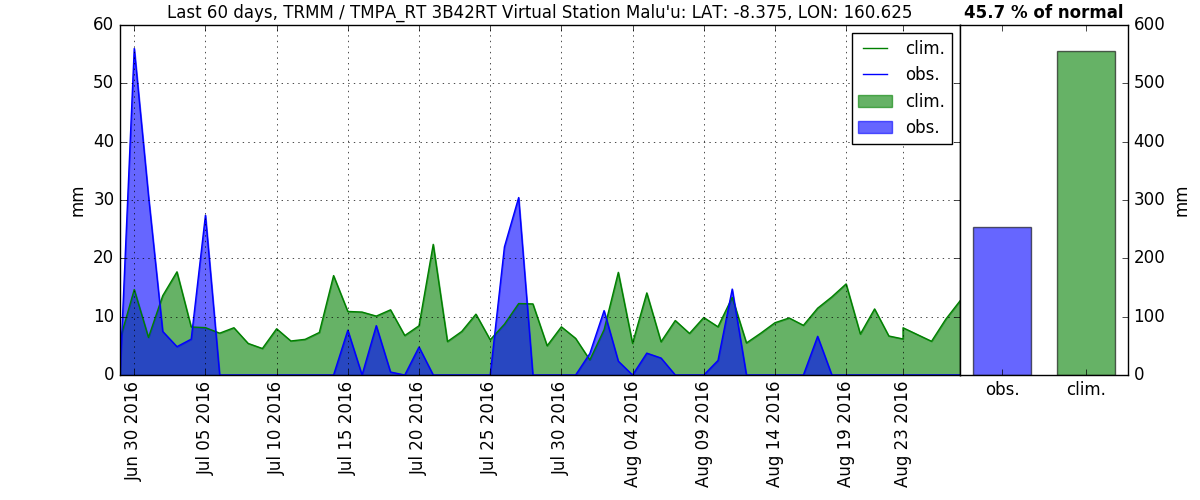 Last 60 days, TRMM / TMPA_RT 3B42RT Virtual Station Malu'u: LAT: -8.375, LON: 160.625
45.7 % of normal
60
50
40
30
20
10
0
mm
clim.
obs.
clim.
obs.
Jun 30 2016
Jul 05 2016
Jul 10 2016
Jul 15 2016
Jul 20 2016
Jul 25 2016
Jul 30 2016
Aug 04 2016
Aug 09 2016
Aug 14 2016
Aug 19 2016
Aug 23 2016
600
500
400
300
200
100
0
mm
obs.
clim.